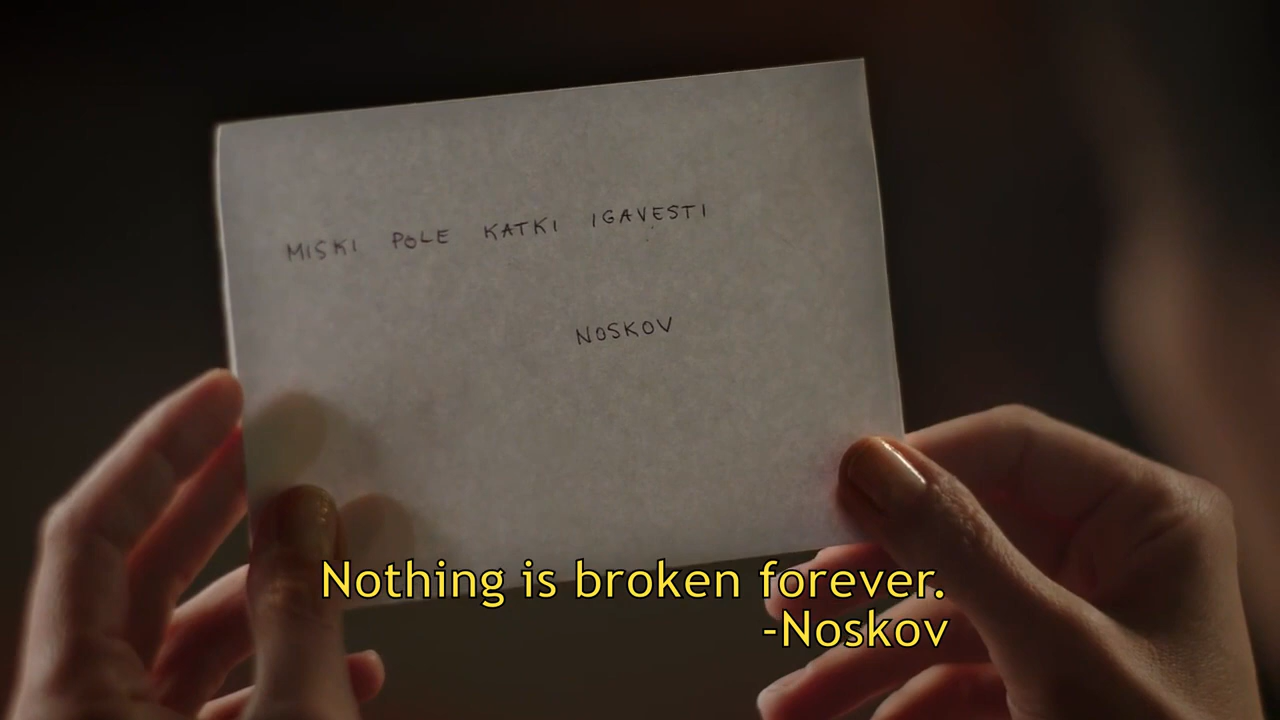 MISKI POLE KATKI IGAVESTI
NOSKOV
Nothing is broken forever.
-Noskov